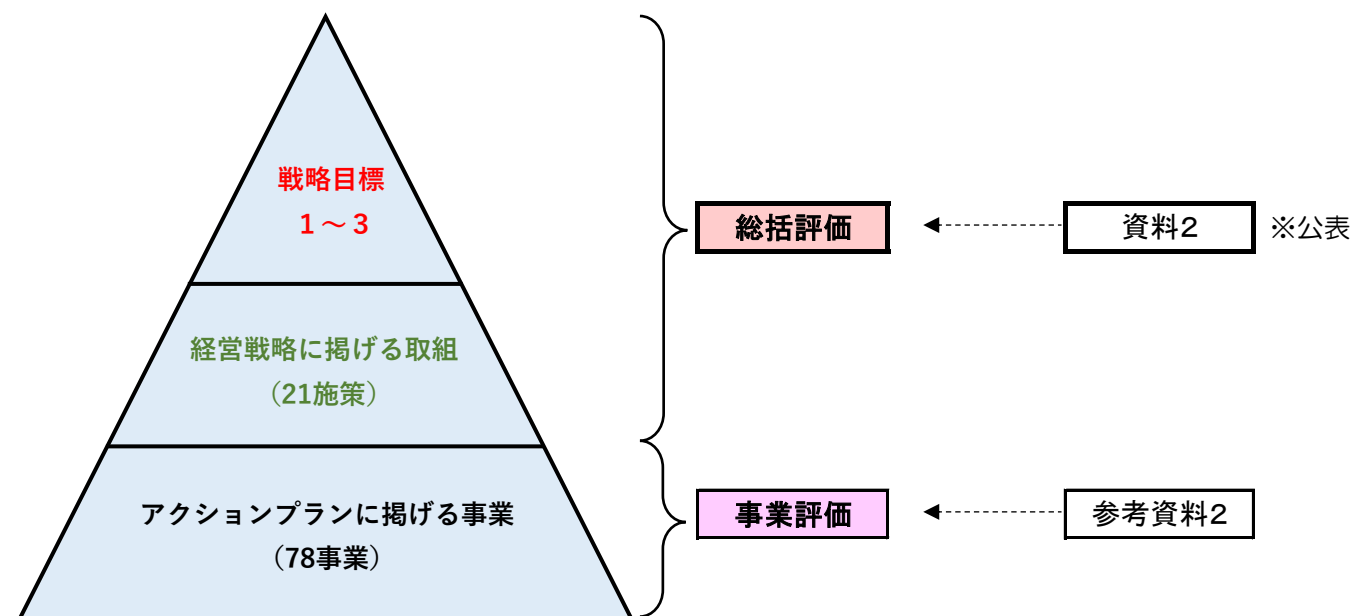 戦略目標
1～3
総括評価
資料2
※公表
経営戦略に掲げる取組
（21施策）
アクションプランに掲げる事業
（78事業）
事業評価
参考資料2